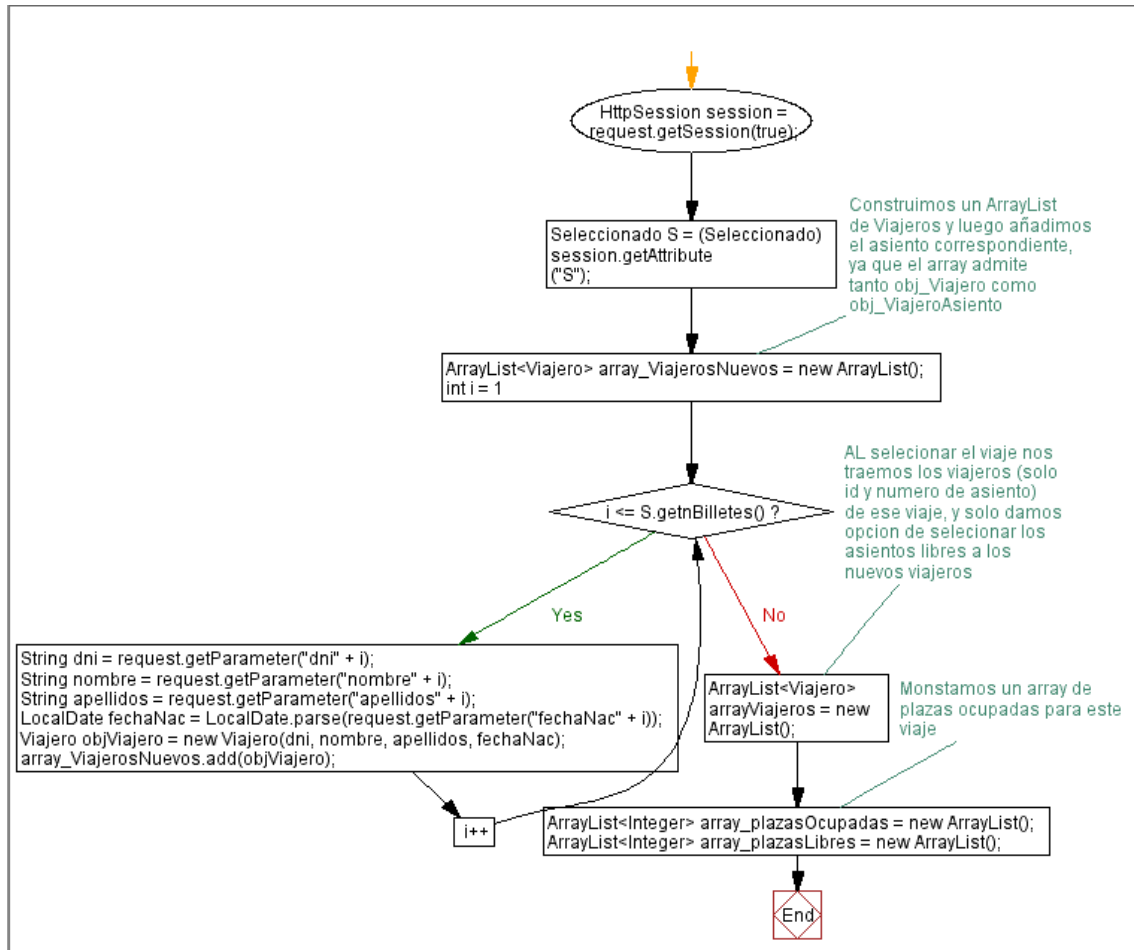 HttpSession session =
request.getSession(true);
Construimos un ArrayList
de Viajeros y luego añadimos
el asiento correspondiente,
ya que el array admite
tanto obj_Viajero como
obj_ViajeroAsiento
Seleccionado S = (Seleccionado)
session.getAttribute
("S");
ArrayList<Viajero> array_ViajerosNuevos = new ArrayList();
int i = 1
AL selecionar el viaje nos
traemos los viajeros (solo
id y numero de asiento)
de ese viaje, y solo damos
opcion de selecionar los
asientos libres a los
nuevos viajeros
i <= S.getnBilletes() ?
Yes
No
String dni = request.getParameter("dni" + i);
String nombre = request.getParameter("nombre" + i);
String apellidos = request.getParameter("apellidos" + i);
LocalDate fechaNac = LocalDate.parse(request.getParameter("fechaNac" + i));
Viajero objViajero = new Viajero(dni, nombre, apellidos, fechaNac);
array_ViajerosNuevos.add(objViajero);
ArrayList<Viajero>
arrayViajeros = new
ArrayList();
Monstamos un array de
plazas ocupadas para este
viaje
i++
ArrayList<Integer> array_plazasOcupadas = new ArrayList();
ArrayList<Integer> array_plazasLibres = new ArrayList();
End